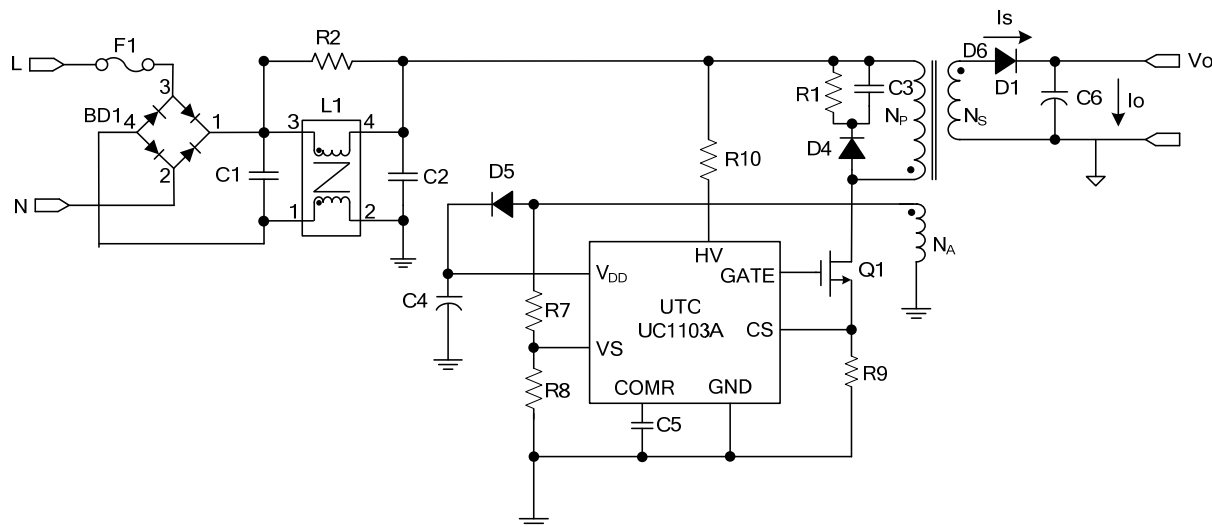 Is
F1
R2
D6
L
Vo
3
D1
C6
Io
BD1
4
1
L1
3
4
R1
C3
NP
NS
2
C1
C2
R10
D4
N
1
2
D5
NA
HV
VDD
GATE
Q1
C4
R7
UTC
UC1103A
CS
VS
R9
R8
COMR
GND
C5